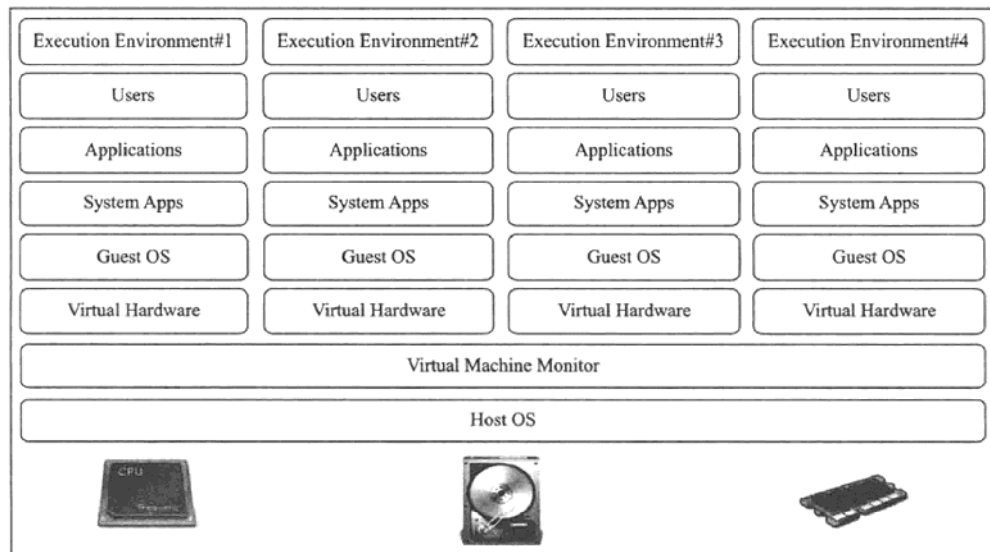 Execution Environment#1 Execution Environment#2 Execution Environment#3 Execution Environment#4
Users Users Users Users
Applications Applications Applications Applications
System Apps System Apps System Apps System Apps
Guest OS Guest OS Guest OS Guest OS
Virtual Hardware Virtual Hardware Virtual Hardware Virtual Hardware
Virtual Machine Monitor
Host OS
CPU